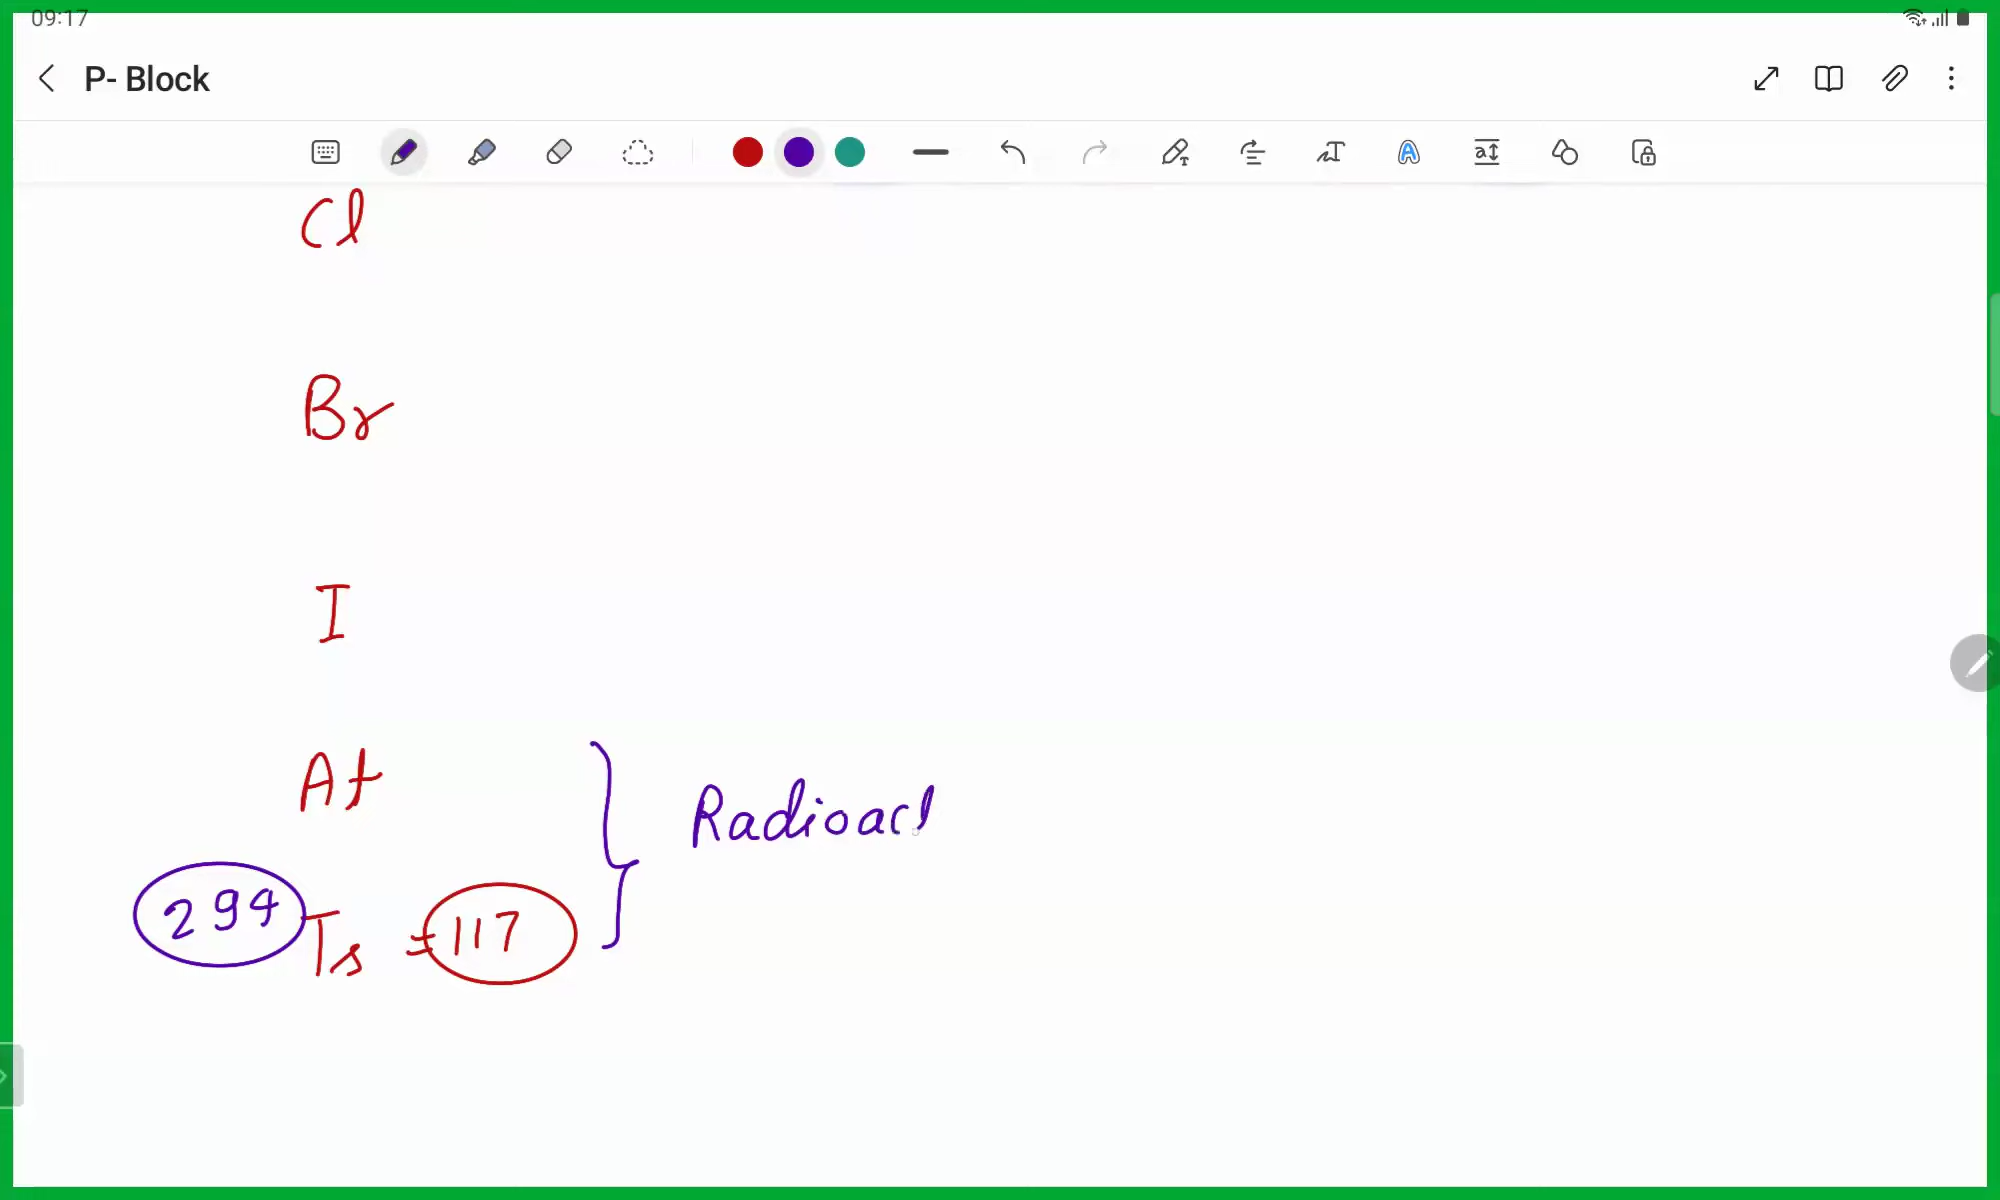 09:17
P- Block
Cl
Br
I
At
Radioact
294 Ts = 117